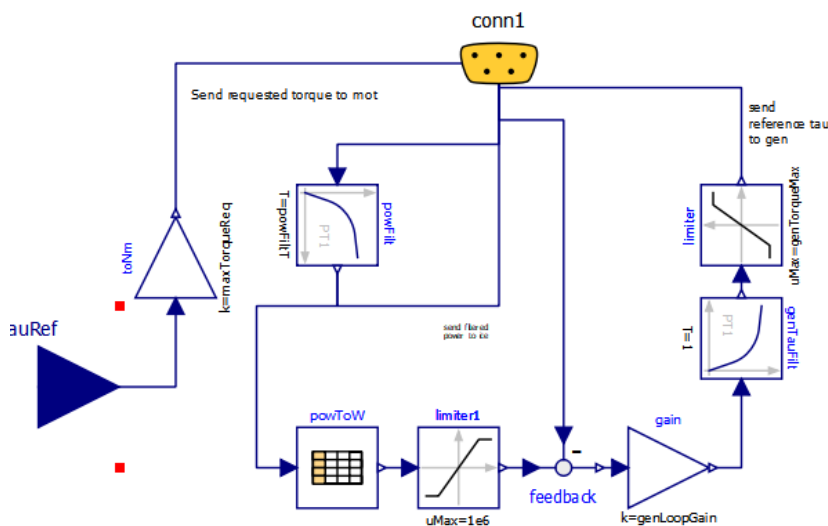 conn1
Send requested torque to mot
send
reference tau
to gen
T=powFiltT
PT1
powFilt
limiter
uMax=genTorqueMax
toNm
k=maxTorqueReq
auRef
send filtered
power to ice
T=1
PT1
genTauFilt
powToW
limiter1
gain
-
feedback
uMax=1e6
k=genLoopGain